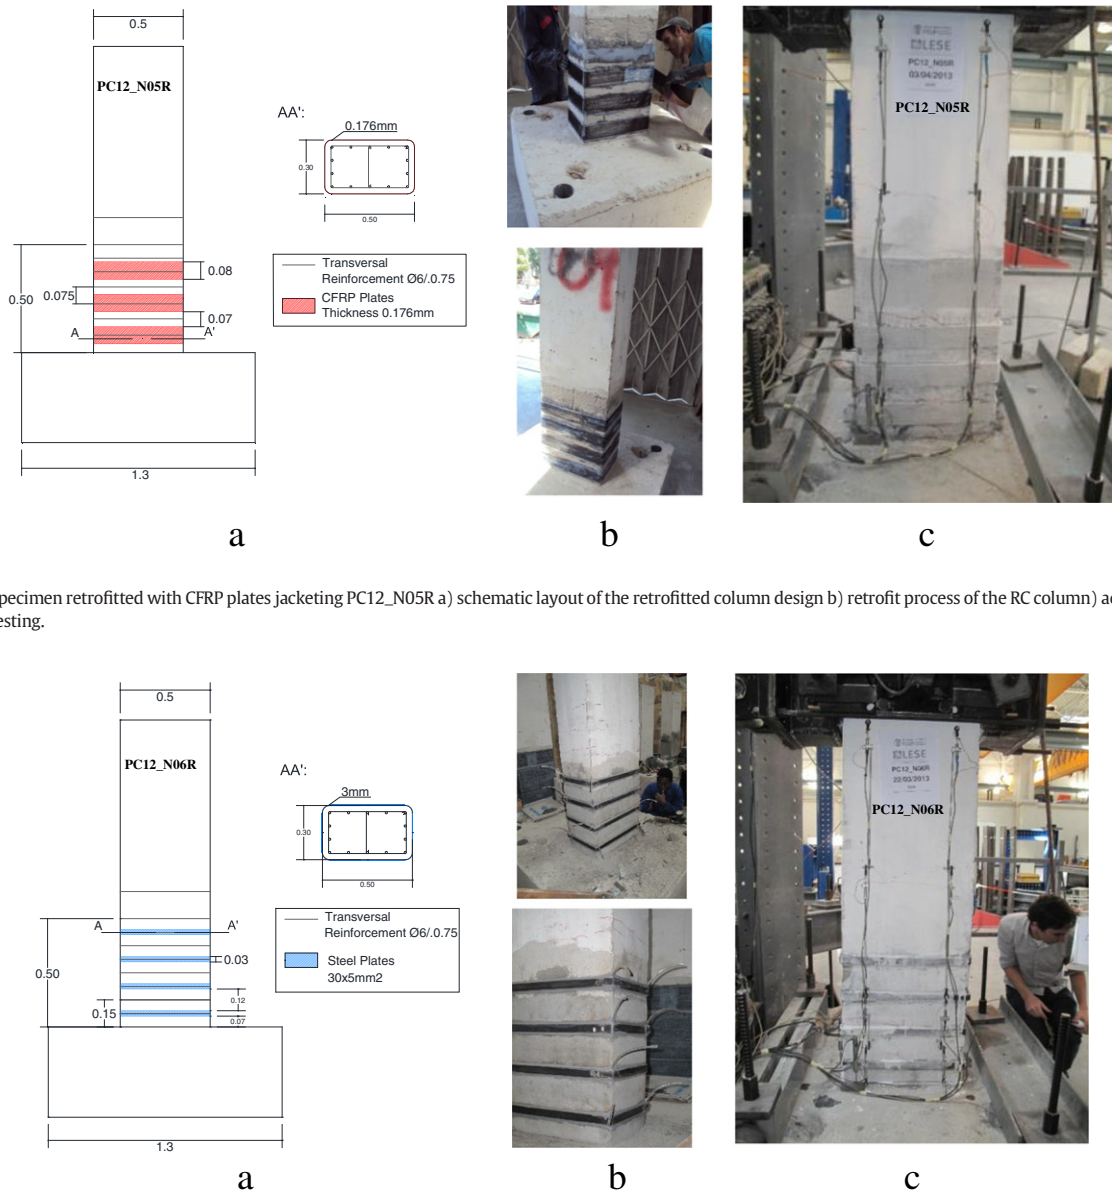 0.5
PC12_N05R
AA':
0.176mm
0.30
0.50
Transversal
Reinforcement Ø6/.0.75
CFRP Plates
Thickness 0.176mm
0.08
0.075
0.50
0.07
A
A'
1.3
LESE
PC12_N05R
03/04/2013
PC12_N05R
a
b
c
pecimen retrofitted with CFRP plates jacketing PC12_N05R a) schematic layout of the retrofitted column design b) retrofit process of the RC column) a
esting.
0.5
PC12_N06R
AA':
3mm
0.30
0.50
Transversal
Reinforcement Ø6/.0.75
Steel Plates
30x5mm2
A
A'
0.03
0.50
0.12
0.15
0.07
1.3
LESE
PC12_N06R
22/03/2013
PC12_N06R
a
b
c